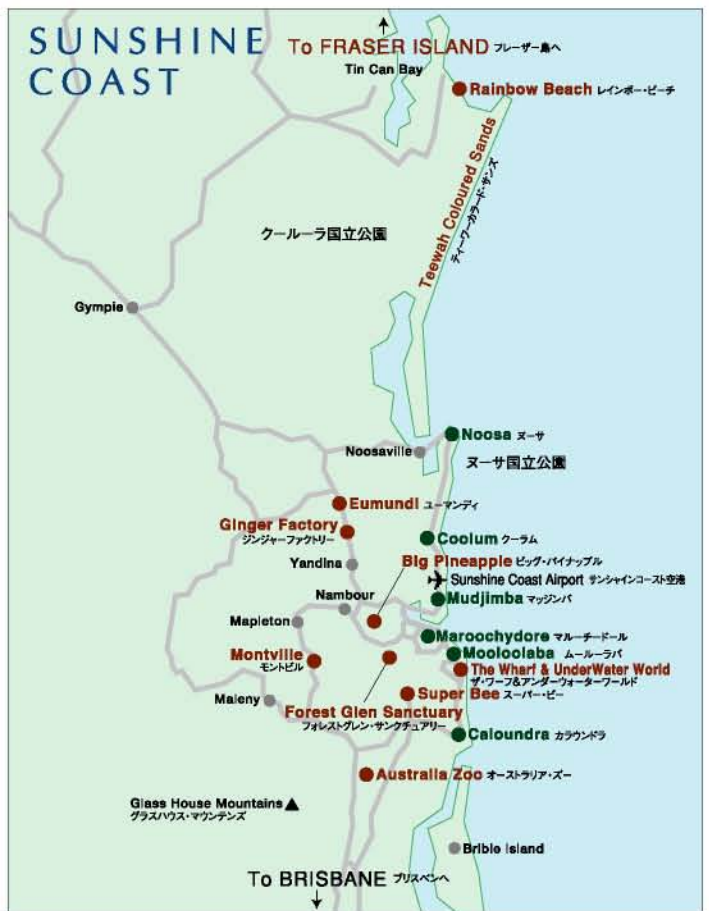 SUNSHINE
COAST
To FRASER ISLAND フレーザー島へ
Tin Can Bay
Rainbow Beach レインボー・ビーチ
Teewah Coloured Sands
ティーワーカラード・サンズ
クールーラ国立公園
Gympie
Noosa ヌーサ
Noosaville
ヌーサ国立公園
Eumundi ユーマンディ
Ginger Factory
ジンジャーファクトリー
Coolum クーラム
Big Pineapple ビッグ・パイナップル
Yandina
Sunshine Coast Airport サンシャインコースト空港
Nambour
Mudjimba マッジンバ
Mapleton
Maroochydore マルーチードール
Mooloolaba ムールーラバ
Montville
モントビル
The Wharf & UnderWater World
ザ・ワーフ&アンダーウォーターワールド
Maleny
Super Bee スーパー・ビー
Forest Glen Sanctuary
フォレストグレン・サンクチュアリー
Caloundra カラウンドラ
Australia Zoo オーストラリア・ズー
Glass House Mountains
グラスハウス・マウンテンズ
Bribie Island
To BRISBANE ブリスベンへ